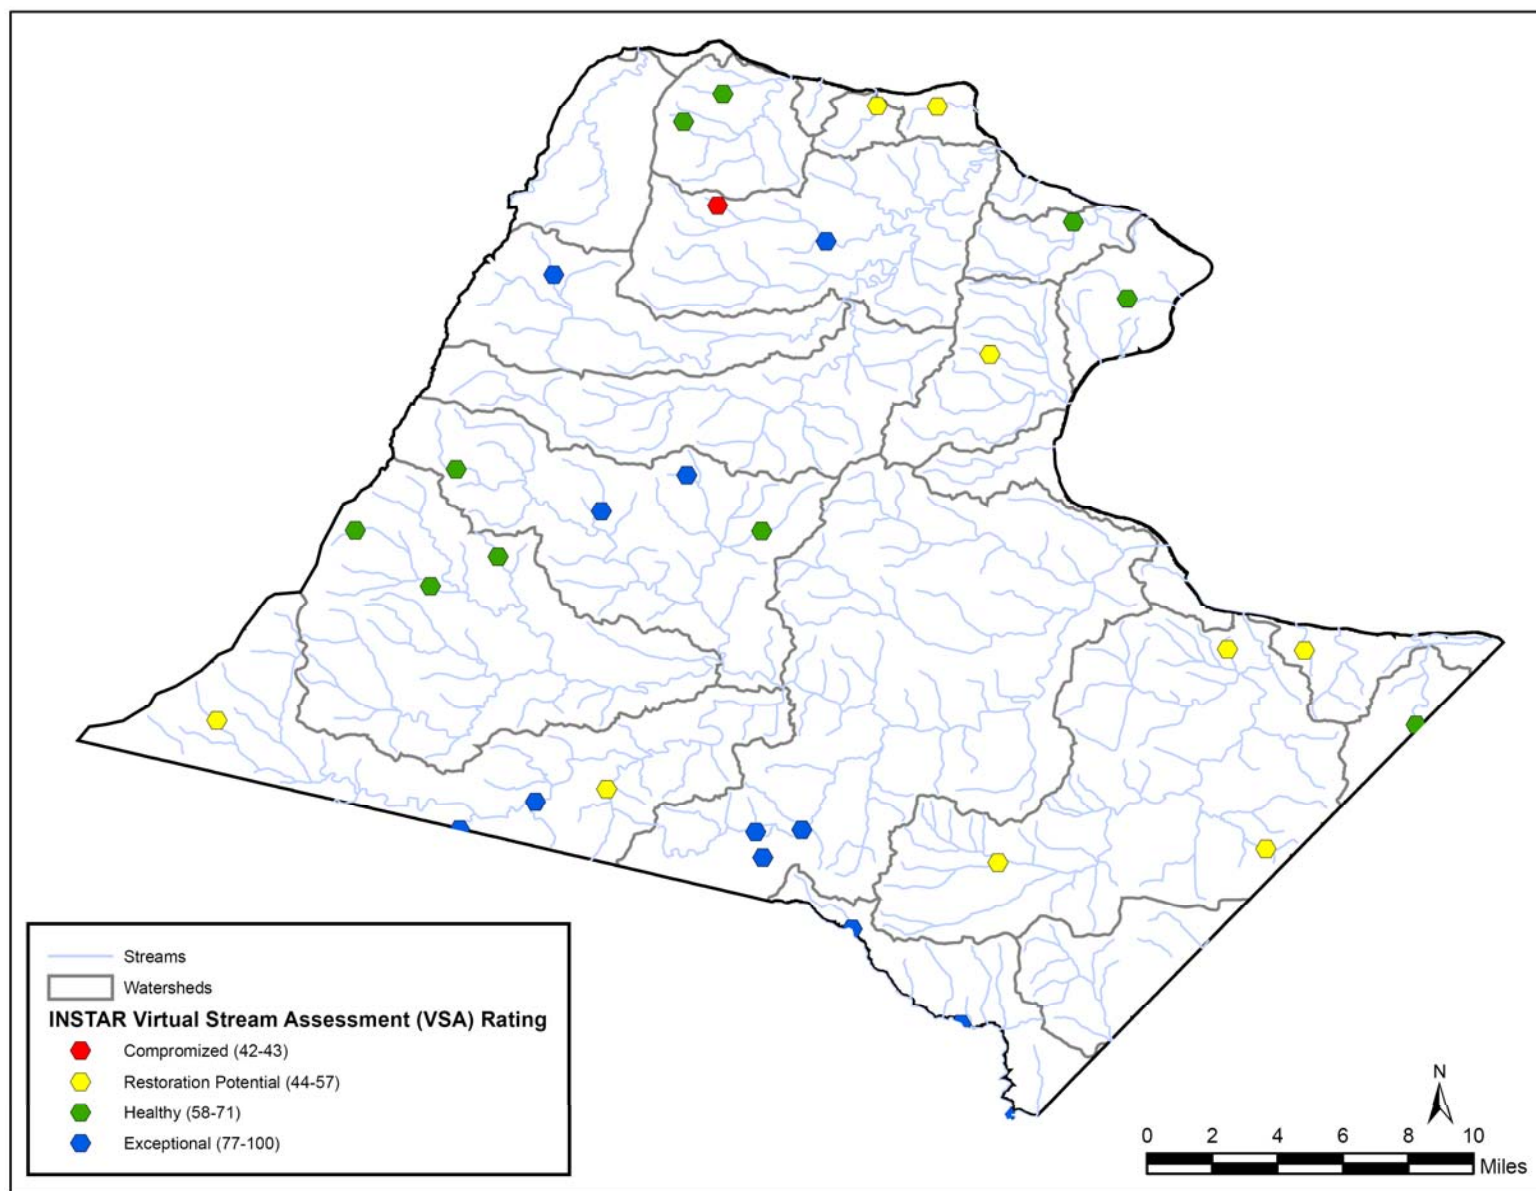 Streams
Watersheds
INSTAR Virtual Stream Assessment (VSA) Rating
Compromized (42-43)
Restoration Potential (44-57)
Healthy (58-71)
Exceptional (77-100)
N
0 2 4 6 8 10
Miles